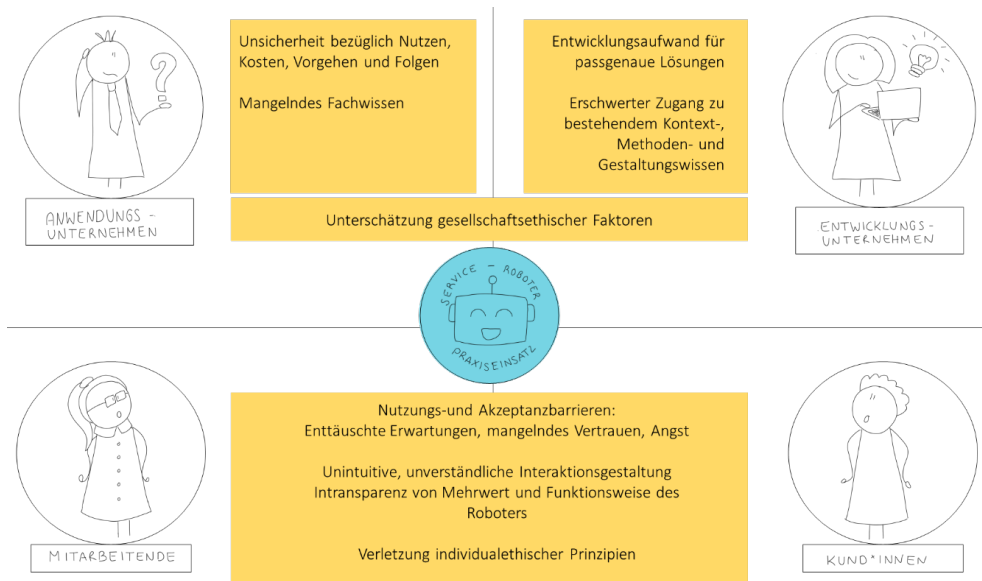 Unsicherheit bezüglich Nutzen,
Kosten, Vorgehen und Folgen
Mangelndes Fachwissen
Entwicklungsaufwand für
passgenaue Lösungen
Erschwerter Zugang zu
bestehendem Kontext-,
Methoden- und
Gestaltungswissen
ANWENDUNGS-
UNTERNEHMEN
ENTWICKLUNGS-
UNTERNEHMEN
Unterschätzung gesellschaftsethischer Faktoren
SERVICE - ROBOTER
PRAXISEINSATZ
Nutzungs-und Akzeptanzbarrieren:
Enttäuschte Erwartungen, mangelndes Vertrauen, Angst
Unintuitive, unverständliche Interaktionsgestaltung
Intransparenz von Mehrwert und Funktionsweise des
Roboters
Verletzung individualethischer Prinzipien
MITARBEITENDE
KUND*INNEN